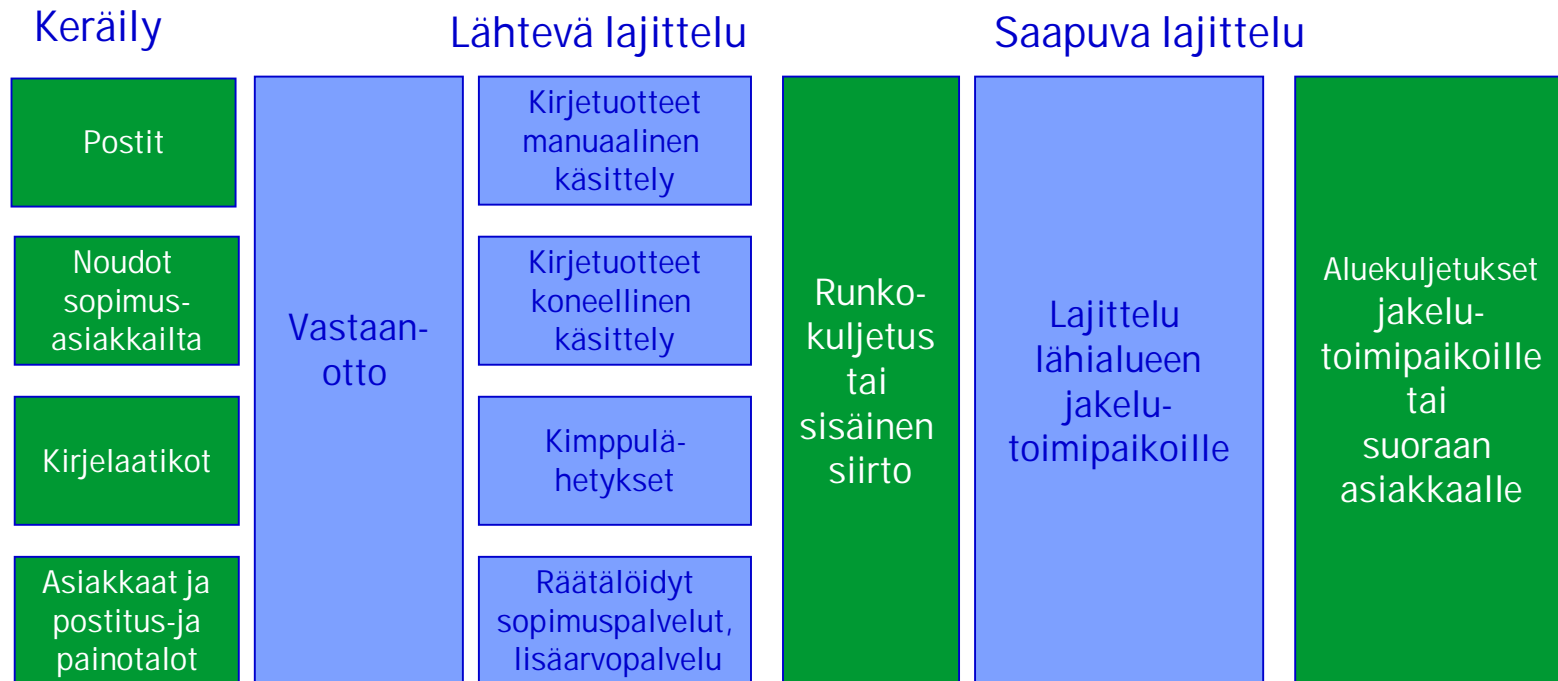 Keräily
Lähtevä lajittelu
Saapuva lajittelu
Postit
Noudot
sopimus-
asiakkailta
Kirjelaatikot
Asiakkaat ja
postitus-ja
painotalot
Vastaan-
otto
Kirjetuotteet
manuaalinen
käsittely
Kirjetuotteet
koneellinen
käsittely
Kimppulä-
hetykset
Räätälöidyt
sopimuspalvelut,
lisäarvopalvelu
Runko-
kuljetus
tai
sisäinen
siirto
Lajittelu
lähialueen
jakelu-
toimipaikoille
Aluekuljetukset
jakelu-
toimipaikoille
tai
suoraan
asiakkaalle